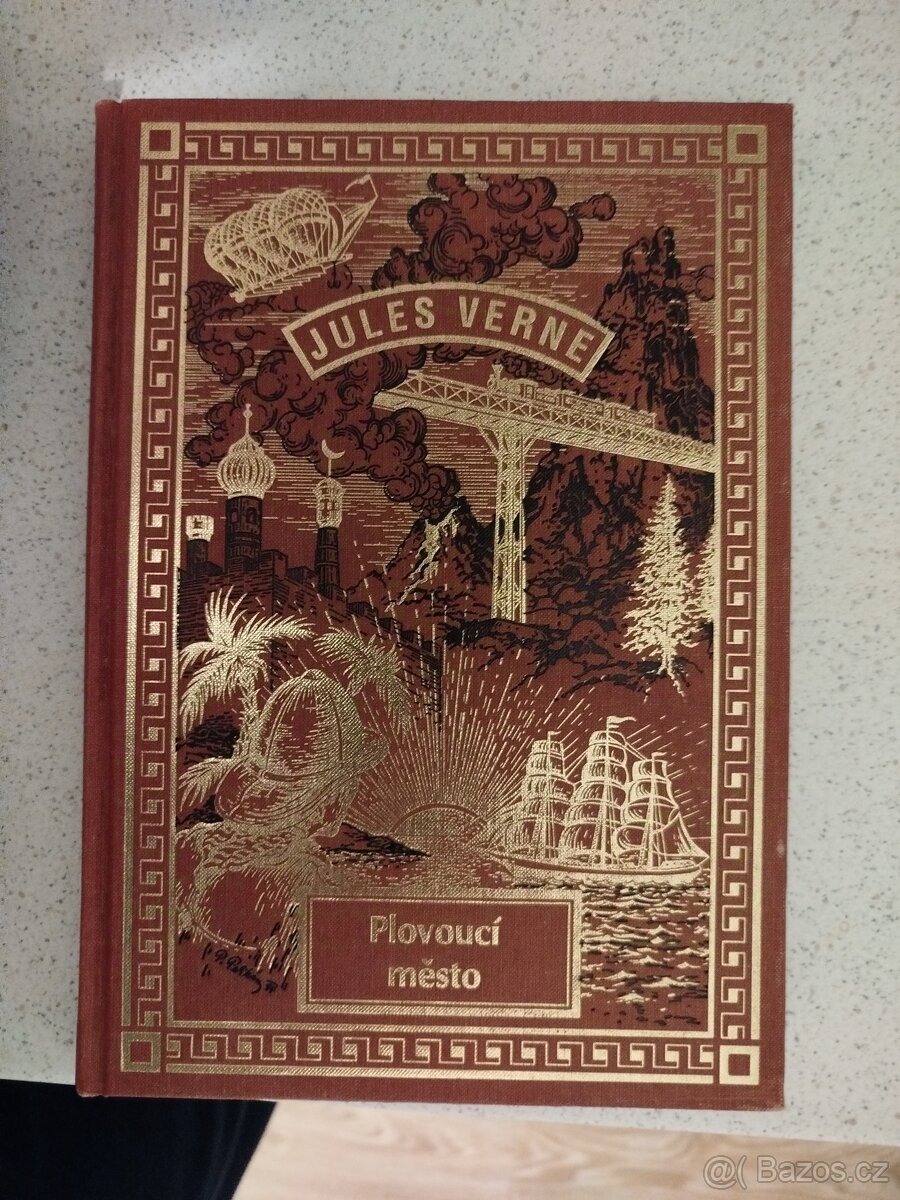 JULES VERNE
Plovoucí
město
@( Bazos.cz